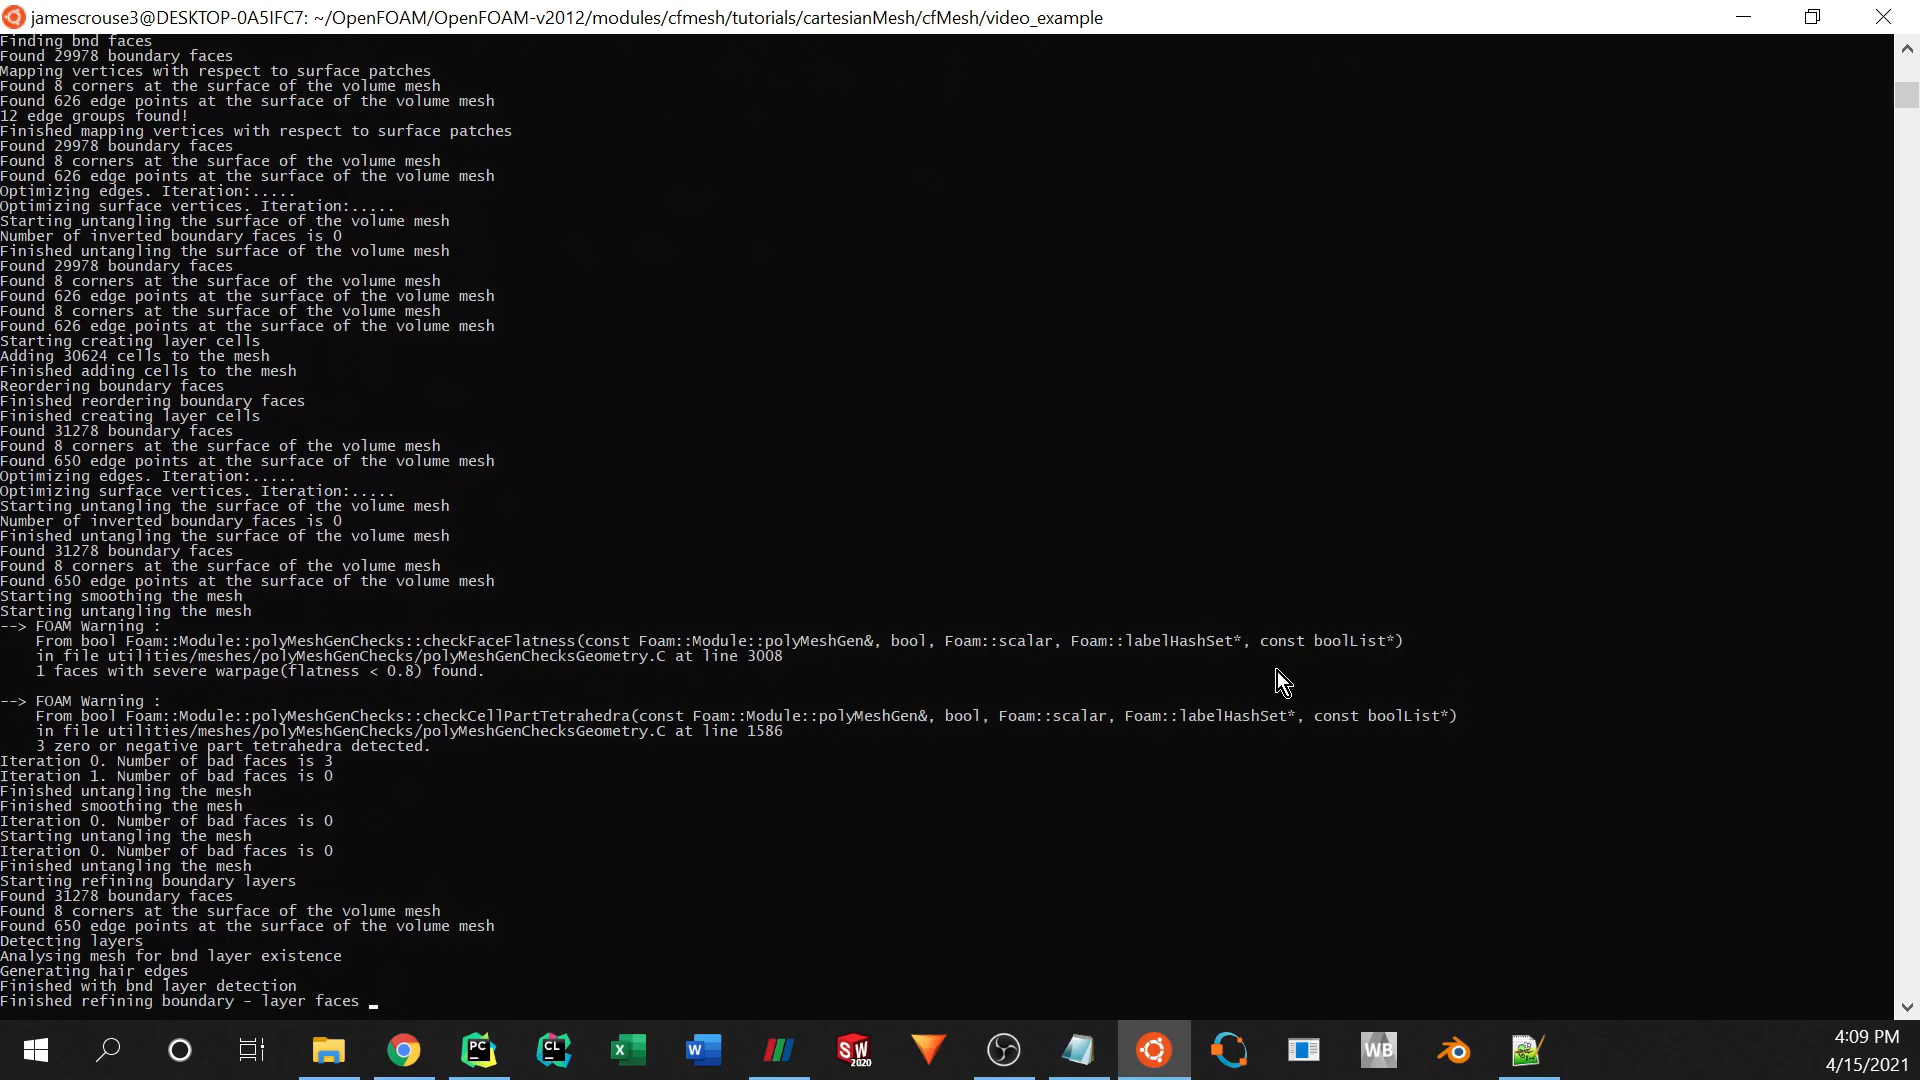 jamescrouse3@DESKTOP-0A5IFC7: ~/OpenFOAM/OpenFOAM-v2012/modules/cfmesh/tutorials/cartesianMesh/cfMesh/video_example
Finding bnd faces
Found 29978 boundary faces
Mapping vertices with respect to surface patches
Found 8 corners at the surface of the volume mesh
Found 626 edge points at the surface of the volume mesh
12 edge groups found!
Finished mapping vertices with respect to surface patches
Found 29978 boundary faces
Found 8 corners at the surface of the volume mesh
Found 626 edge points at the surface of the volume mesh
Optimizing edges. Iteration:.....
Optimizing surface vertices. Iteration:.....
Starting untangling the surface of the volume mesh
Number of inverted boundary faces is 0
Finished untangling the surface of the volume mesh
Found 29978 boundary faces
Found 8 corners at the surface of the volume mesh
Found 626 edge points at the surface of the volume mesh
Found 8 corners at the surface of the volume mesh
Found 626 edge points at the surface of the volume mesh
Starting creating layer cells
Adding 30624 cells to the mesh
Finished adding cells to the mesh
Reordering boundary faces
Finished reordering boundary faces
Finished creating layer cells
Found 31278 boundary faces
Found 8 corners at the surface of the volume mesh
Found 650 edge points at the surface of the volume mesh
Optimizing edges. Iteration:.....
Optimizing surface vertices. Iteration:.....
Starting untangling the surface of the volume mesh
Number of inverted boundary faces is 0
Finished untangling the surface of the volume mesh
Found 31278 boundary faces
Found 8 corners at the surface of the volume mesh
Found 650 edge points at the surface of the volume mesh
Starting smoothing the mesh
Starting untangling the mesh
--> FOAM Warning :
From bool Foam::Module::polyMeshGenChecks::checkFaceFlatness(const Foam::Module::polyMeshGen&, bool, Foam::scalar, Foam::labelHashSet*, const boolList*)
in file utilities/meshes/polyMeshGenChecks/polyMeshGenChecksGeometry.C at line 3008
1 faces with severe warpage(flatness < 0.8) found.
--> FOAM Warning :
From bool Foam::Module::polyMeshGenChecks::checkCellPartTetrahedra(const Foam::Module::polyMeshGen&, bool, Foam::scalar, Foam::labelHashSet*, const boolList*)
in file utilities/meshes/polyMeshGenChecks/polyMeshGenChecksGeometry.C at line 1586
3 zero or negative part tetrahedra detected.
Iteration 0. Number of bad faces is 3
Iteration 1. Number of bad faces is 0
Finished untangling the mesh
Finished smoothing the mesh
Iteration 0. Number of bad faces is 0
Starting untangling the mesh
Iteration 0. Number of bad faces is 0
Finished untangling the mesh
Starting refining boundary layers
Found 31278 boundary faces
Found 8 corners at the surface of the volume mesh
Found 650 edge points at the surface of the volume mesh
Detecting layers
Analysing mesh for bnd layer existence
Generating hair edges
Finished with bnd layer detection
Finished refining boundary - layer faces
PC
CL
X
W
SW
2020
WB
4:09 PM
4/15/2021